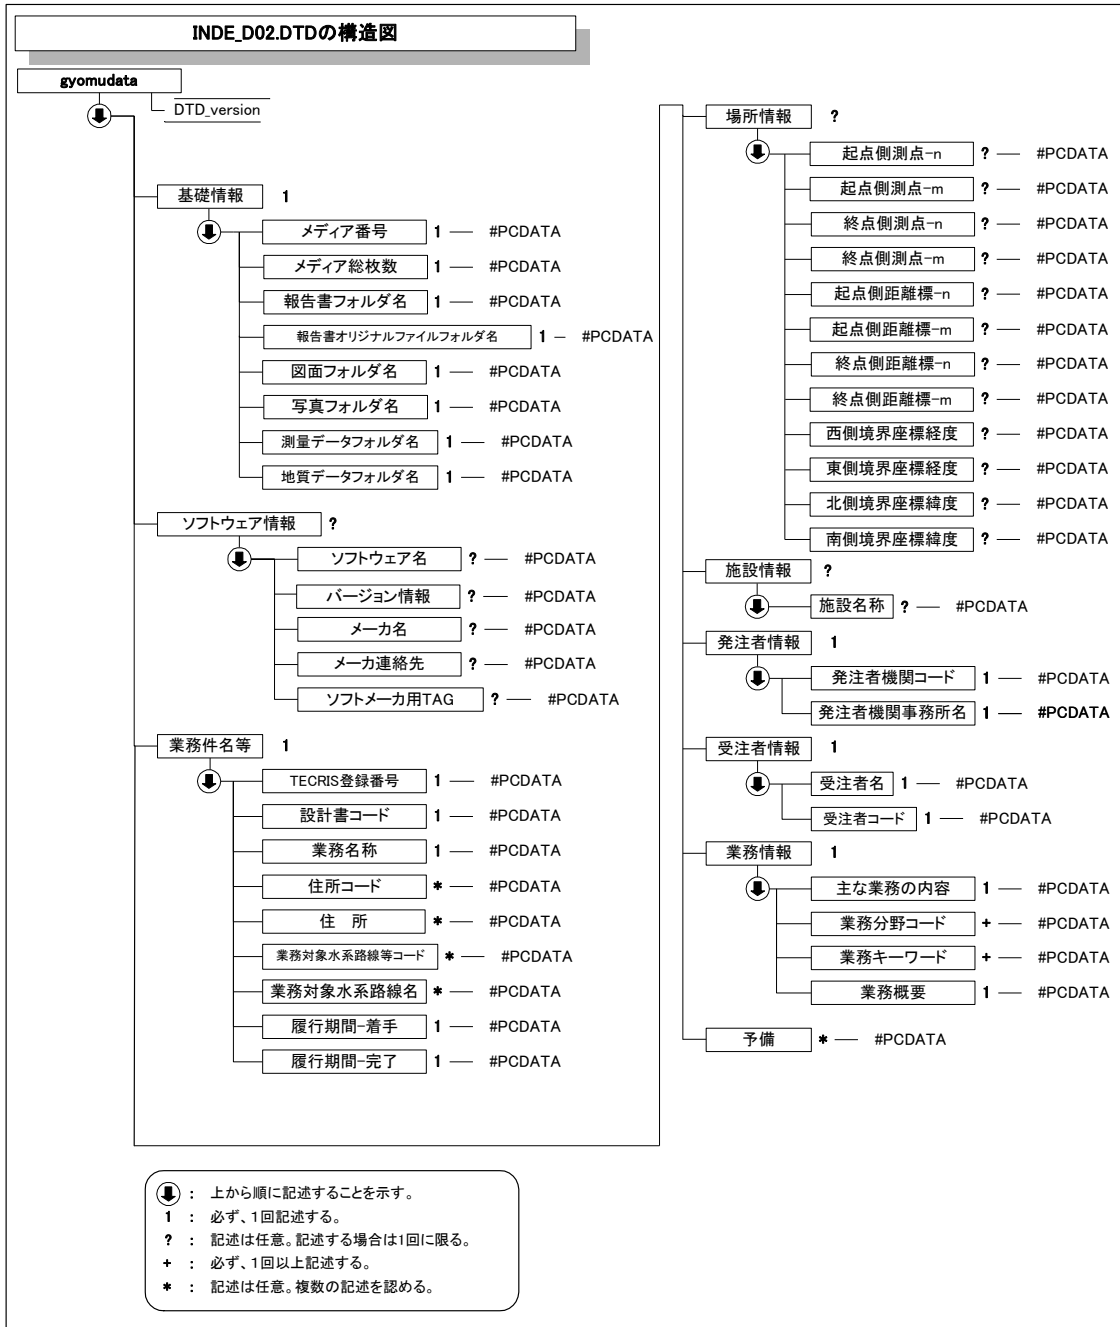 INDE_D02.DTDの構造図
gyomudata
DTD_version
基礎情報 1
メディア番号 1 — #PCDATA
メディア総枚数 1 — #PCDATA
報告書フォルダ名 1 — #PCDATA
報告書オリジナルファイルフォルダ名 1 — #PCDATA
図面フォルダ名 1 — #PCDATA
写真フォルダ名 1 — #PCDATA
測量データフォルダ名 1 — #PCDATA
地質データフォルダ名 1 — #PCDATA
ソフトウェア情報 ?
ソフトウェア名 ? — #PCDATA
バージョン情報 ? — #PCDATA
メーカ名 ? — #PCDATA
メーカ連絡先 ? — #PCDATA
ソフトメーカ用TAG ? — #PCDATA
業務件名等 1
TECRIS登録番号 1 — #PCDATA
設計書コード 1 — #PCDATA
業務名称 1 — #PCDATA
住所コード * — #PCDATA
住　所 * — #PCDATA
業務対象水系路線等コード * — #PCDATA
業務対象水系路線名 * — #PCDATA
履行期間-着手 1 — #PCDATA
履行期間-完了 1 — #PCDATA
場所情報 ?
起点側測点-n ? — #PCDATA
起点側測点-m ? — #PCDATA
終点側測点-n ? — #PCDATA
終点側測点-m ? — #PCDATA
起点側距離標-n ? — #PCDATA
起点側距離標-m ? — #PCDATA
終点側距離標-n ? — #PCDATA
終点側距離標-m ? — #PCDATA
西側境界座標経度 ? — #PCDATA
東側境界座標経度 ? — #PCDATA
北側境界座標緯度 ? — #PCDATA
南側境界座標緯度 ? — #PCDATA
施設情報 ?
施設名称 ? — #PCDATA
発注者情報 1
発注者機関コード 1 — #PCDATA
発注者機関事務所名 1 — #PCDATA
受注者情報 1
受注者名 1 — #PCDATA
受注者コード 1 — #PCDATA
業務情報 1
主な業務の内容 1 — #PCDATA
業務分野コード + — #PCDATA
業務キーワード + — #PCDATA
業務概要 1 — #PCDATA
予備 * — #PCDATA
： 上から順に記述することを示す。
1 ： 必ず、1回記述する。
? ： 記述は任意。記述する場合は1回に限る。
+ ： 必ず、1回以上記述する。
* ： 記述は任意。複数の記述を認める。